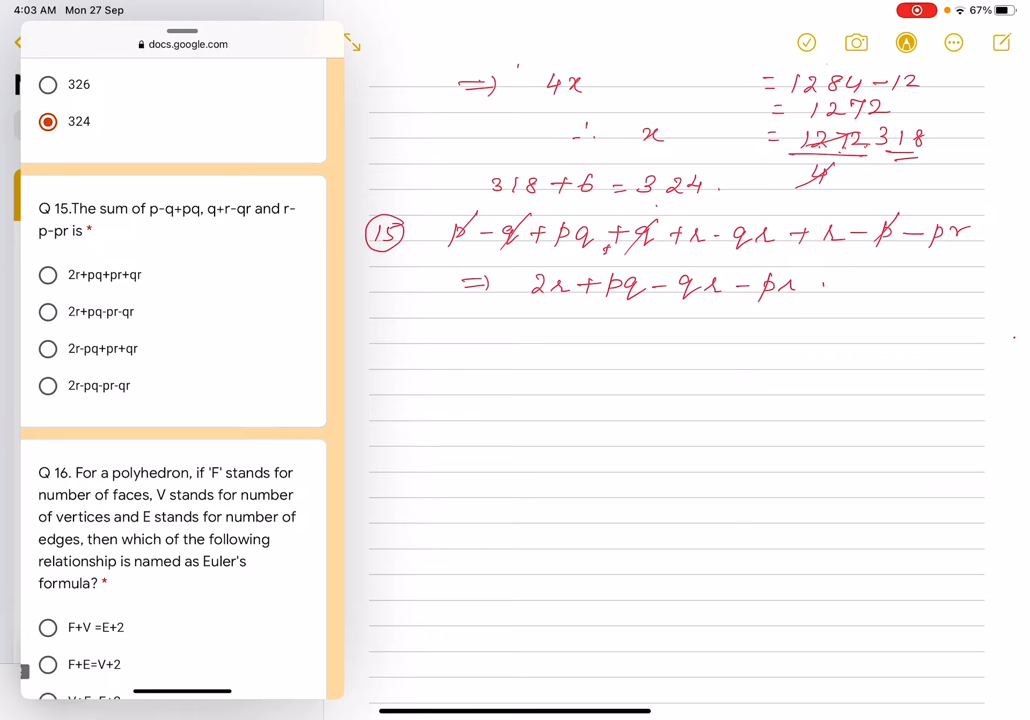 4:03 AM Mon 27 Sep
67%
docs.google.com
326
324
Q 15.The sum of p-q+pq, q+r-qr and r-
p-pr is *
2r+pq+pr+qr
2r+pq-pr-qr
2r-pq+pr+qr
2r-pq-pr-qr
Q 16. For a polyhedron, if 'F' stands for
number of faces, V stands for number
of vertices and E stands for number of
edges, then which of the following
relationship is named as Euler's
formula? *
F+V =E+2
F+E=V+2
=) 4x = 1284-12
= 1272
∴ x = 1272 318
4
318 + 6 = 324.
15 p - q + pq + q + r - qr + r - p - pr
=) 2r + pq - qr - pr .